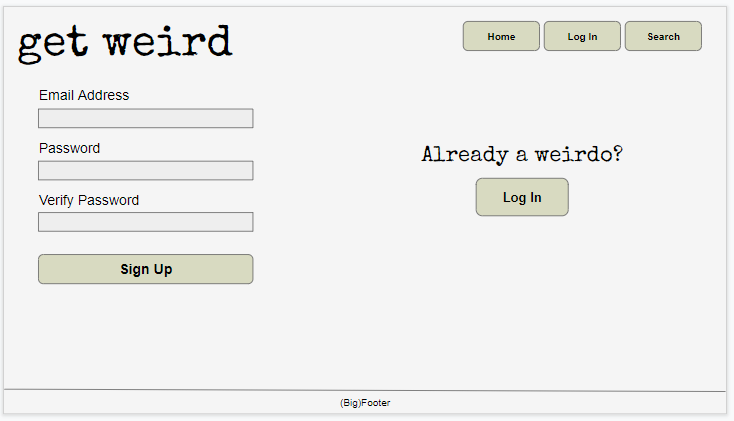 get weird
Home
Log In
Search
Email Address
Password
Verify Password
Sign Up
Already a weirdo?
Log In
(Big)Footer